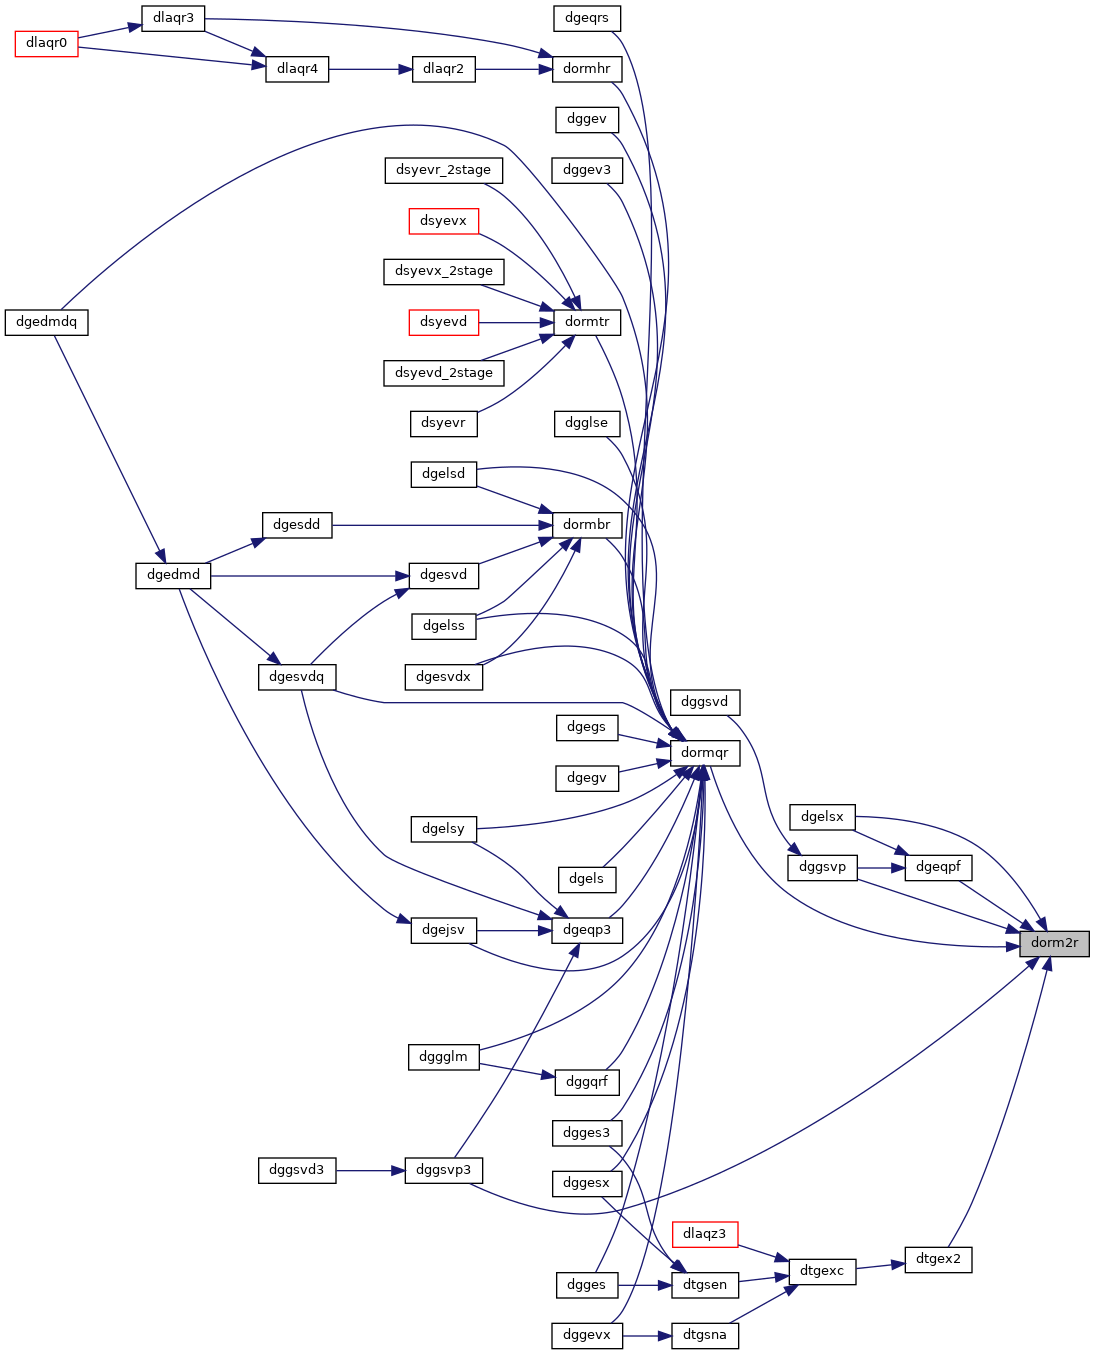 dlaqr3
dgeqrs
dlaqr0
dlaqr4
dlaqr2
dormhr
dggev
dsyevr_2stage
dggev3
dsyevx
dsyevx_2stage
dgedmdq
dsyevd
dormtr
dsyevd_2stage
dsyevr
dgglse
dgelsd
dgesdd
dormbr
dgedmd
dgesvd
dgelss
dgesvdq
dgesvdx
dggsvd
dgegs
dormqr
dgegv
dgelsx
dgelsy
dgels
dggsvp
dgeqpf
dgejsv
dgeqp3
dorm2r
dggglm
dggqrf
dgges3
dggsvd3
dggsvp3
dggesx
dlaqz3
dtgex2
dtgexc
dgges
dtgsen
dggevx
dtgsna